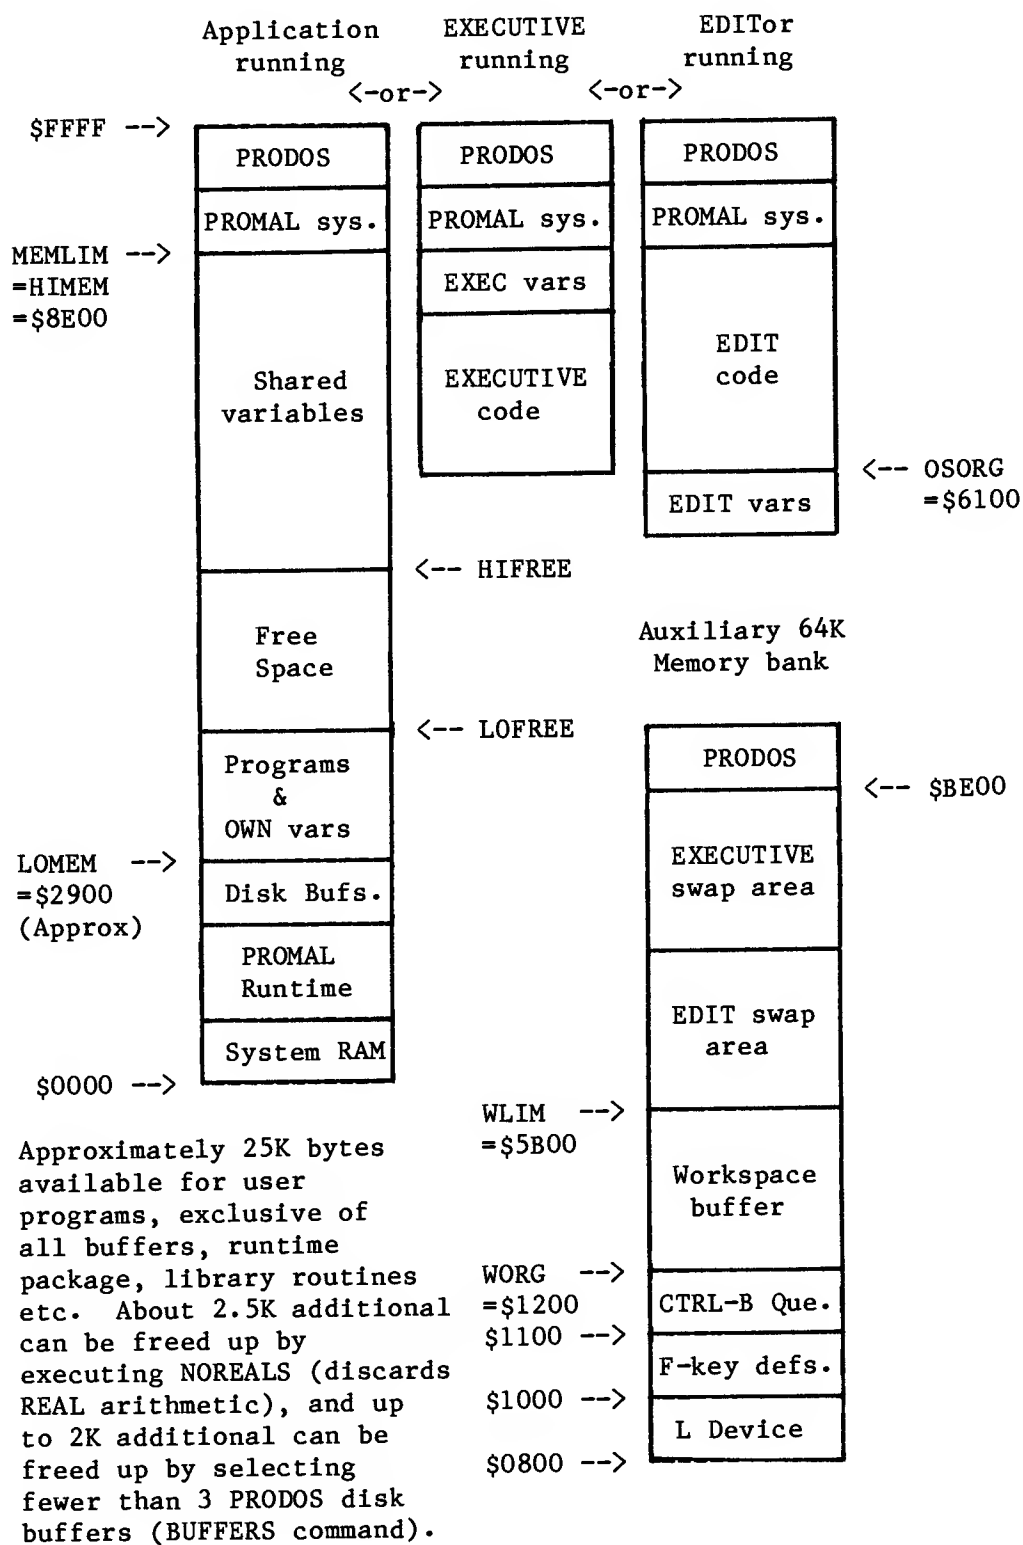 Application
running
EXECUTIVE
running
EDITor
running
<-or->
<-or->
$FFFF -->
PRODOS
PROMAL sys.
MEMLIM -->
=HIMEM
=$8E00
Shared
variables
<-- HIFREE
Free
Space
<-- LOFREE
Programs
&
OWN vars
LOMEM -->
=$2900
(Approx)
Disk Bufs.
PROMAL
Runtime
System RAM
$0000 -->
PRODOS
PROMAL sys.
EXEC vars
EXECUTIVE
code
PRODOS
PROMAL sys.
EDIT
code
<-- OSORG
=$6100
EDIT vars
Auxiliary 64K
Memory bank
PRODOS
<-- $BE00
EXECUTIVE
swap area
EDIT swap
area
WLIM -->
=$5B00
Workspace
buffer
WORG -->
=$1200
CTRL-B Que.
$1100 -->
F-key defs.
$1000 -->
L Device
$0800 -->
Approximately 25K bytes
available for user
programs, exclusive of
all buffers, runtime
package, library routines
etc. About 2.5K additional
can be freed up by
executing NOREALS (discards
REAL arithmetic), and up
to 2K additional can be
freed up by selecting
fewer than 3 PRODOS disk
buffers (BUFFERS command).